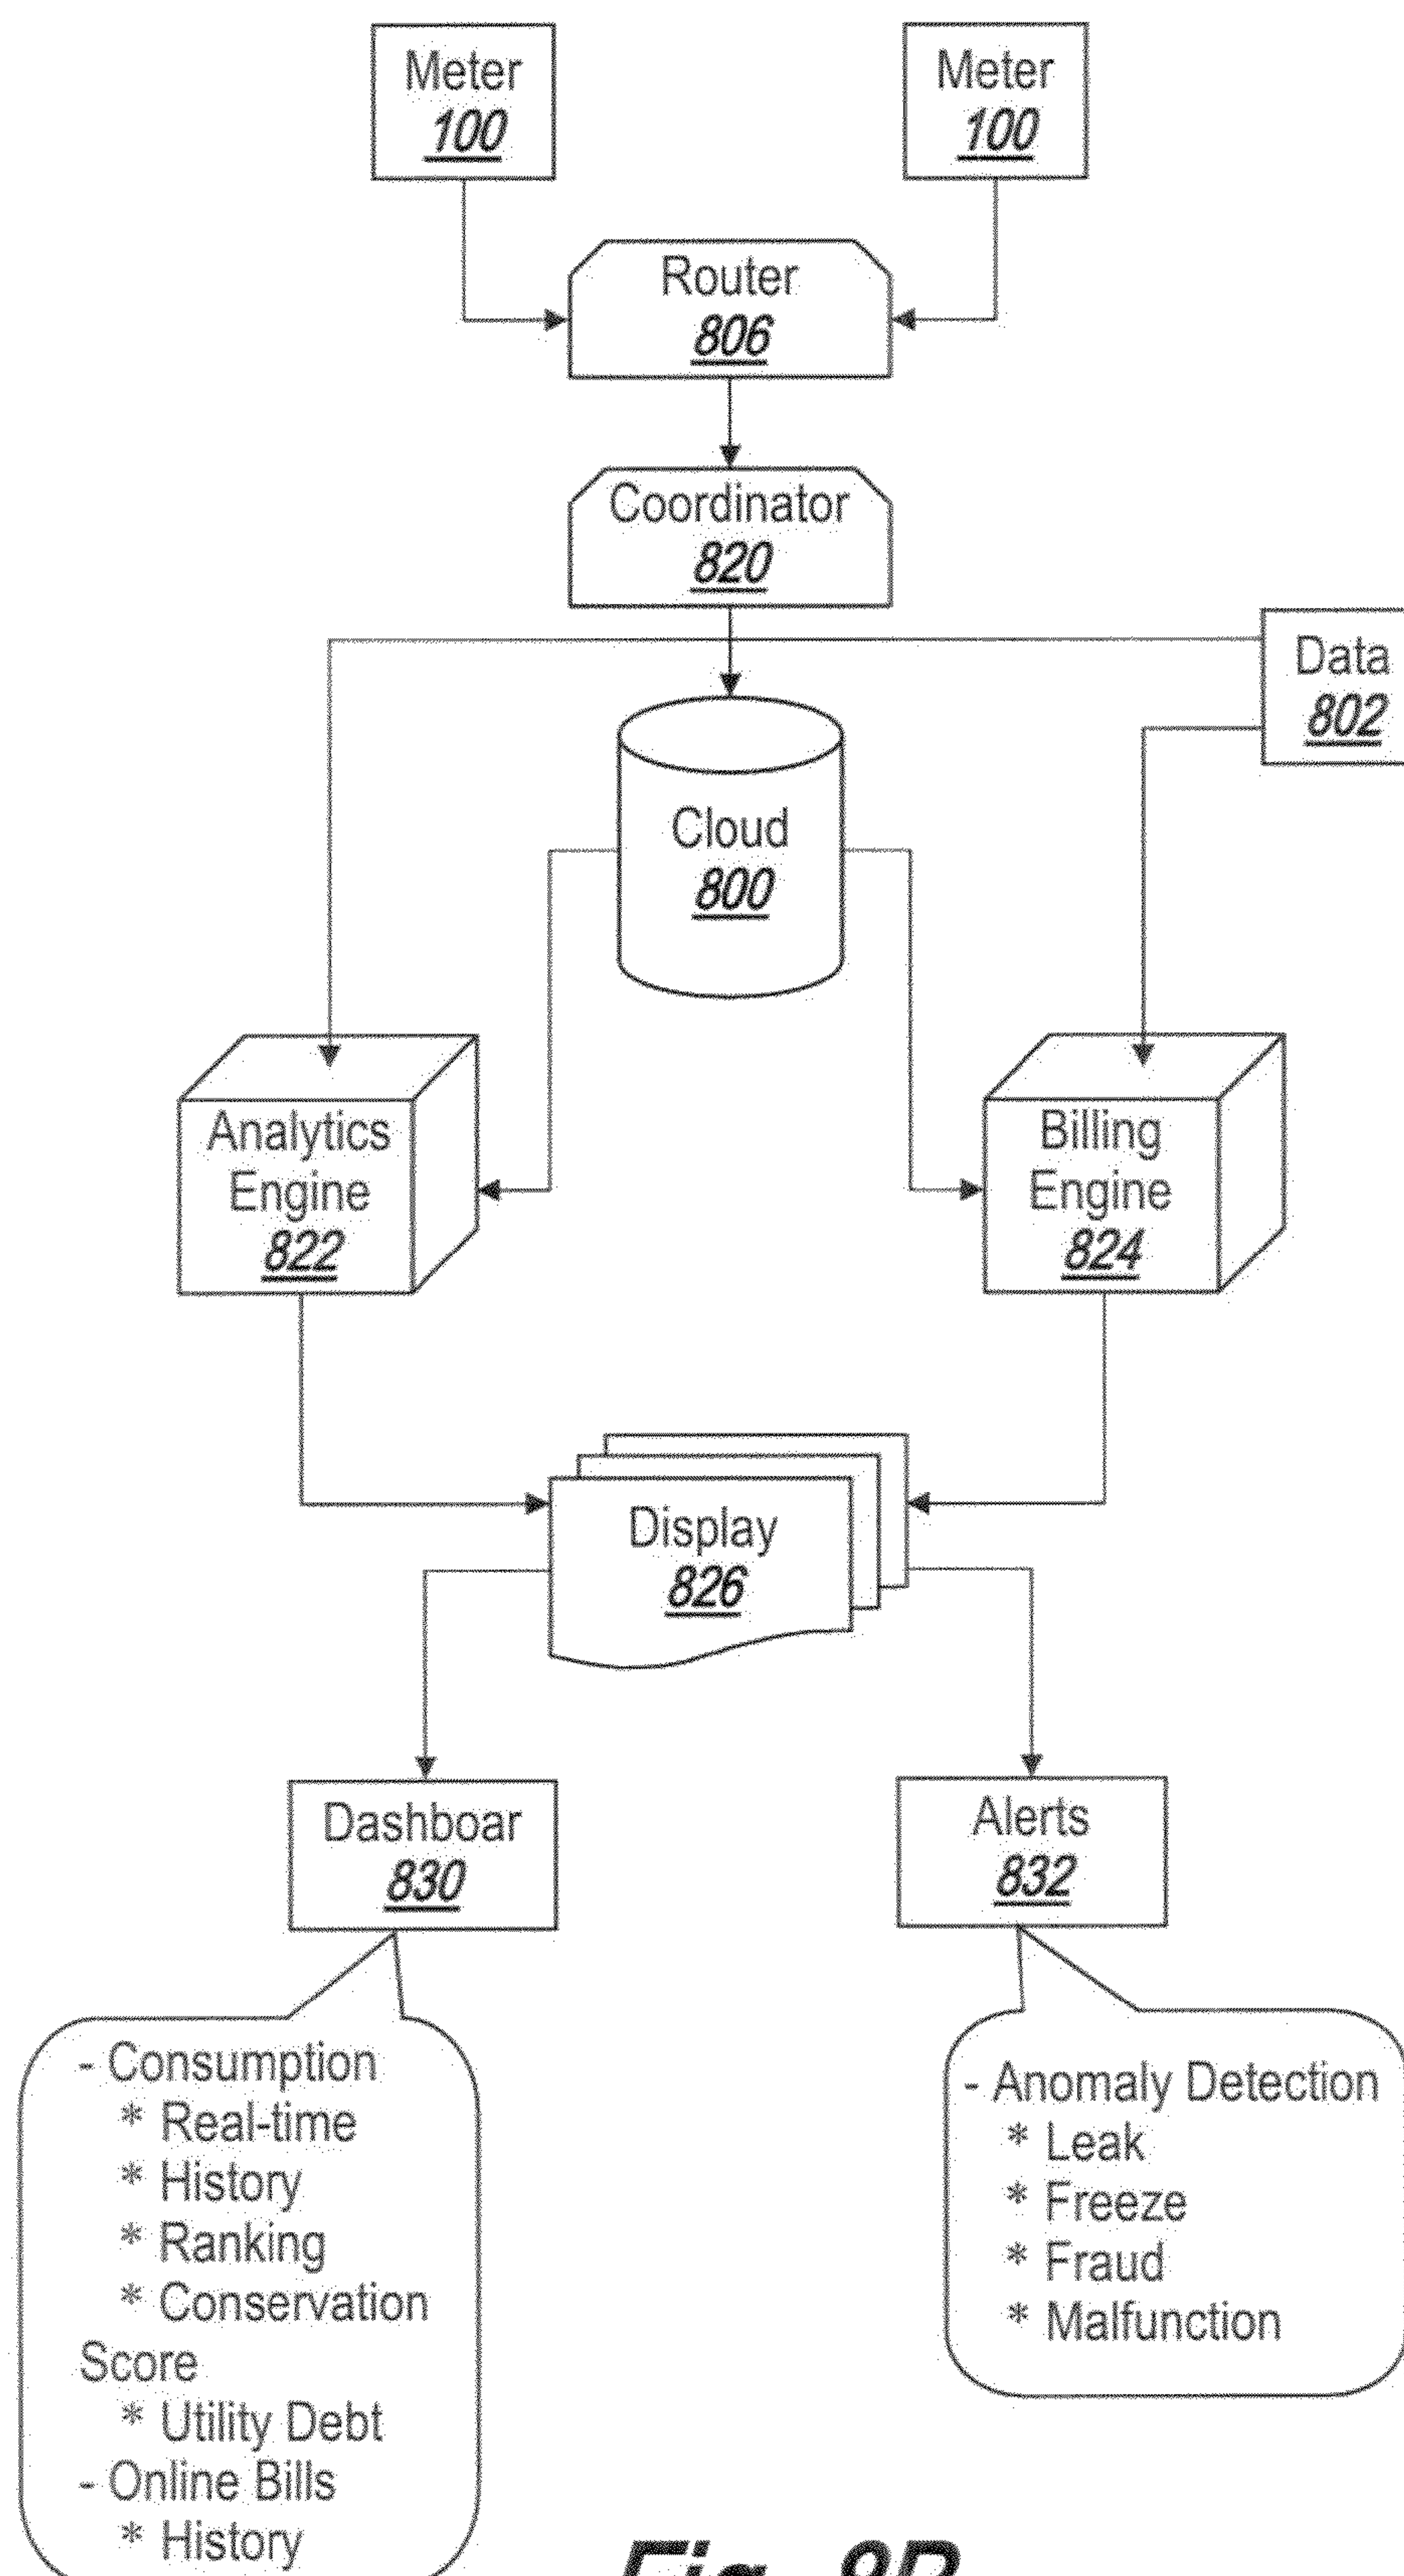 Meter
100
Meter
100
Router
806
Coordinator
820
Data
802
Cloud
800
Analytics
Engine
822
Billing
Engine
824
Display
826
Dashboar
830
Alerts
832
- Consumption
* Real-time
* History
* Ranking
* Conservation
Score
* Utility Debt
- Online Bills
* History
- Anomaly Detection
* Leak
* Freeze
* Fraud
* Malfunction
Fig.